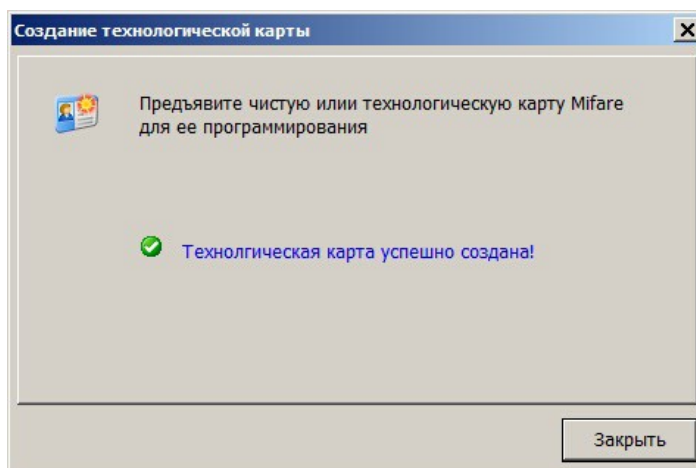 Создание технологической карты
Предъявите чистую илии технологическую карту Mifare
для ее программирования
Технолгическая карта успешно создана!
Закрыть